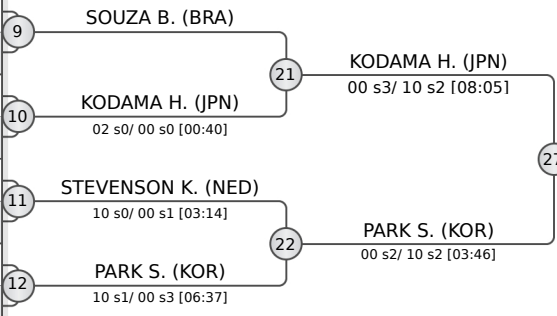 SOUZA B. (BRA)
9
21
KODAMA H. (JPN)
00 s3/ 10 s2 [08:05]
KODAMA H. (JPN)
10
02 s0/ 00 s0 [00:40]
27
STEVENSON K. (NED)
11
10 s0/ 00 s1 [03:14]
22
PARK S. (KOR)
00 s2/ 10 s2 [03:46]
PARK S. (KOR)
12
10 s1/ 00 s3 [06:37]